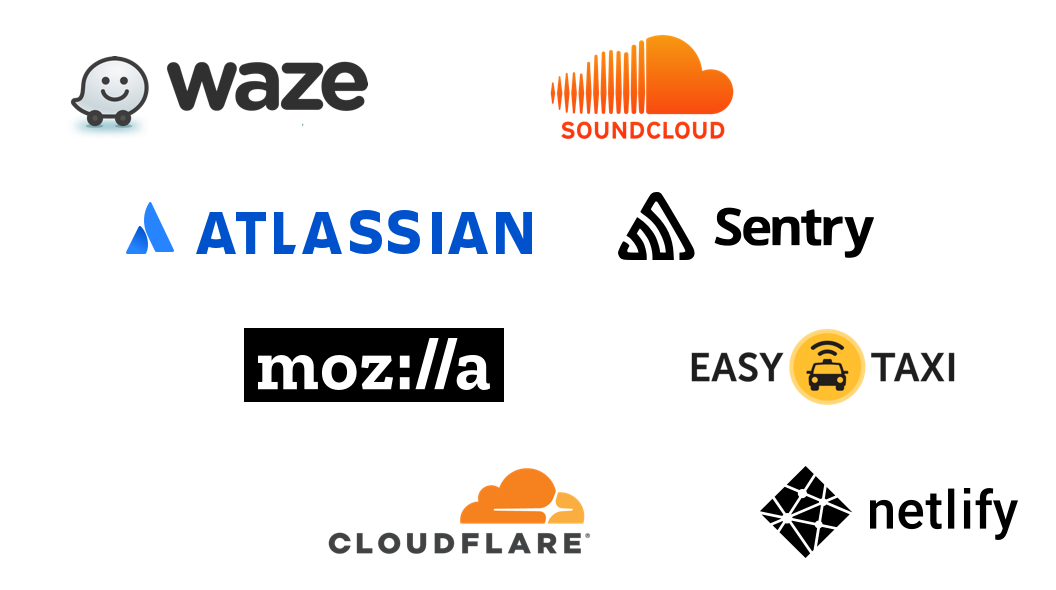 waze
SOUNDCLOUD
ATLASSIAN
Sentry
moz://a
EASY TAXI
CLOUDFLARE®
netlify